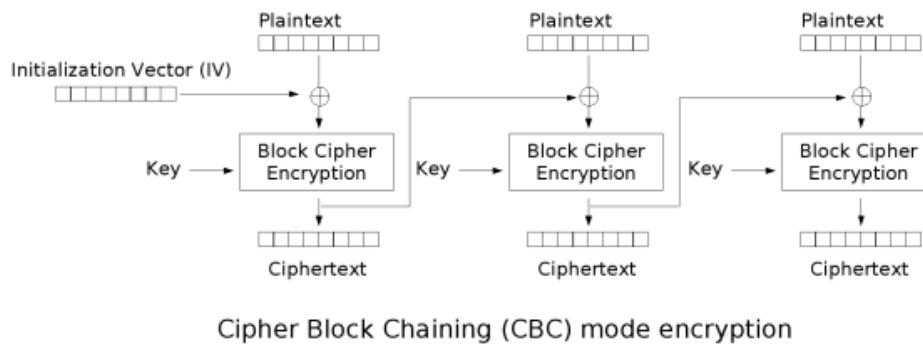 Plaintext Plaintext Plaintext
Initialization Vector (IV)
Key Block Cipher Encryption Key Block Cipher Encryption Key Block Cipher Encryption
Ciphertext Ciphertext Ciphertext
Cipher Block Chaining (CBC) mode encryption